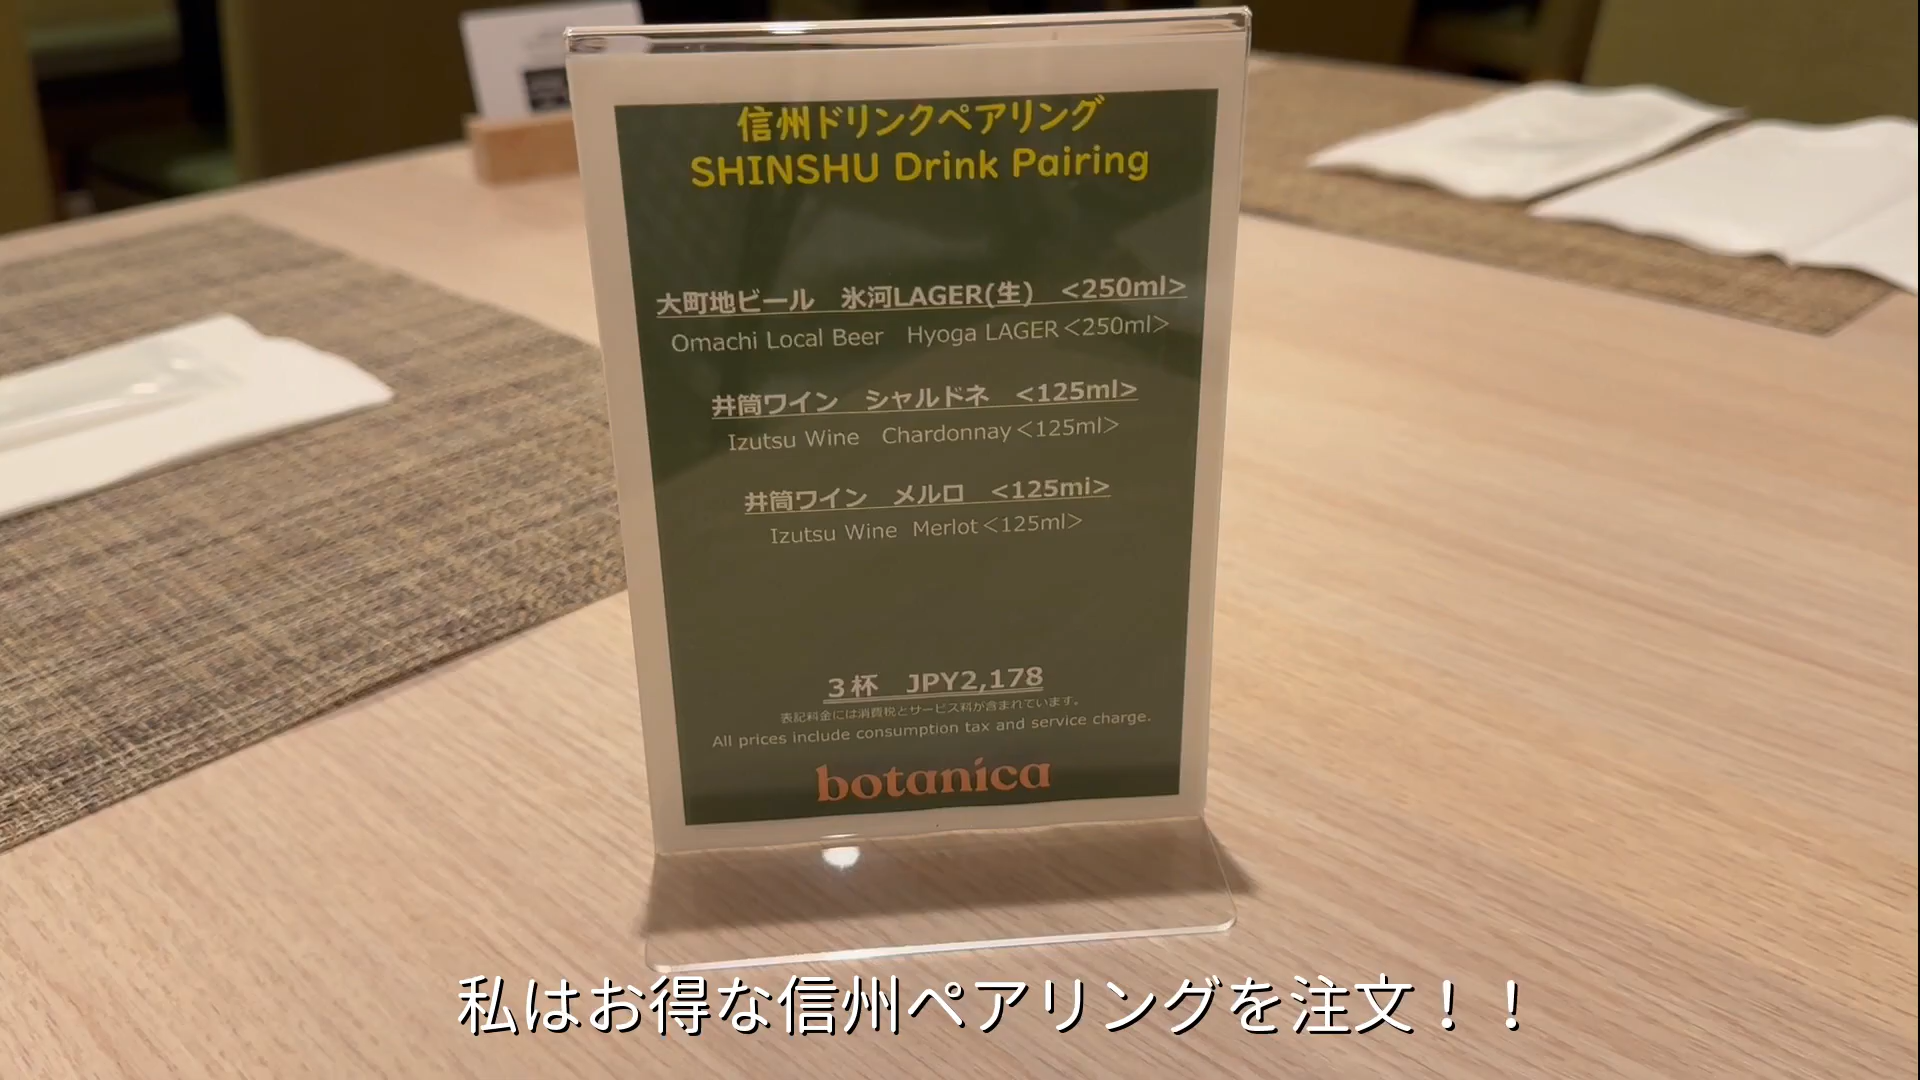 信州ドリンクペアリング
SHINSHU Drink Pairing
大町地ビール　氷河LAGER(生)　<250ml>
Omachi Local Beer　Hyoga LAGER<250ml>
井筒ワイン　シャルドネ　<125ml>
Izutsu Wine　Chardonnay<125ml>
井筒ワイン　メルロ　<125mi>
Izutsu Wine　Merlot<125ml>
３杯　JPY2,178
表記料金には消費税とサービス料が含まれています。
All prices include consumption tax and service charge.
botanica
私はお得な信州ペアリングを注文！！